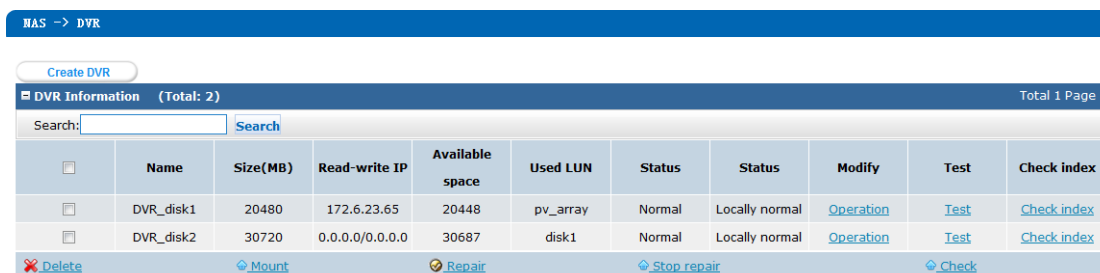 NAS -> DVR
Create DVR
DVR Information (Total: 2) Total 1 Page
Search: Search
Name Size(MB) Read-write IP Available space Used LUN Status Status Modify Test Check index
DVR_disk1 20480 172.6.23.65 20448 pv_array Normal Locally normal Operation Test Check index
DVR_disk2 30720 0.0.0.0/0.0.0.0 30687 disk1 Normal Locally normal Operation Test Check index
Delete Mount Repair Stop repair Check